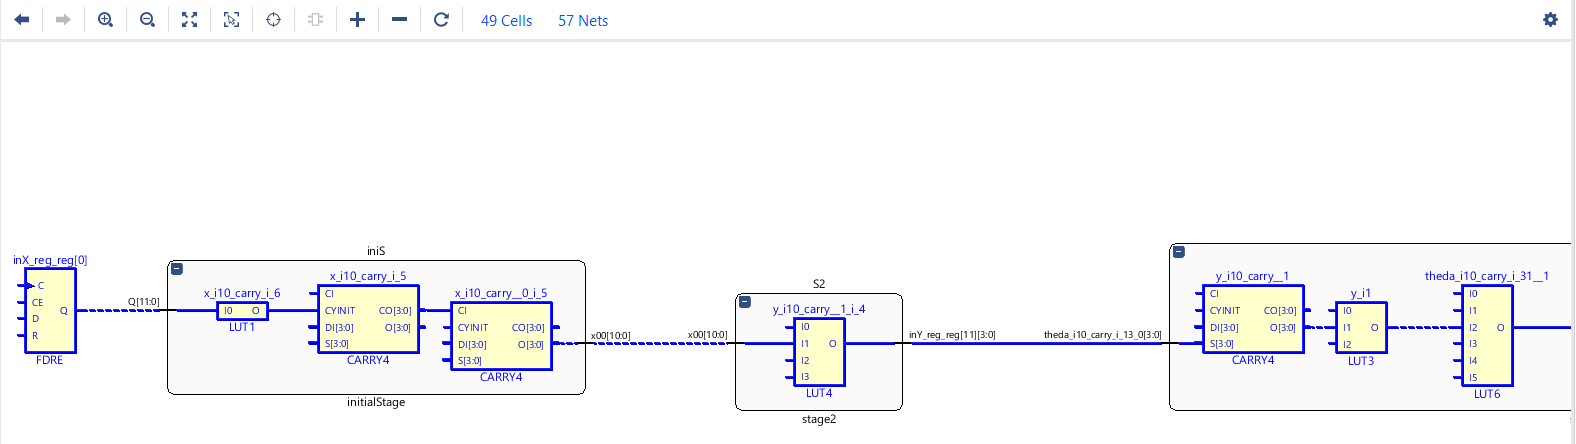 49 Cells 57 Nets
inX_reg_reg[0]
C
CE
D
R
Q
FDRE
Q[11:0]
iniS
x_i10_carry_i_6
I0 O
LUT1
x_i10_carry_i_5
CI
CYINIT CO[3:0]
DI[3:0] O[3:0]
S[3:0]
CARRY4
x_i10_carry__0_i_5
CI
CYINIT CO[3:0]
DI[3:0] O[3:0]
S[3:0]
CARRY4
initialStage
x00[10:0]
x00[10:0]
S2
y_i10_carry__1_i_4
I0
I1 O
I2
I3
LUT4
stage2
inY_reg_reg[11][3:0]
theda_i10_carry_i_13_0[3:0]
y_i10_carry__1
CI
CYINIT CO[3:0]
DI[3:0] O[3:0]
S[3:0]
CARRY4
y_i1
I0
I1 O
I2
LUT3
theda_i10_carry_i_31__1
I0
I1
I2 O
I3
I4
I5
LUT6